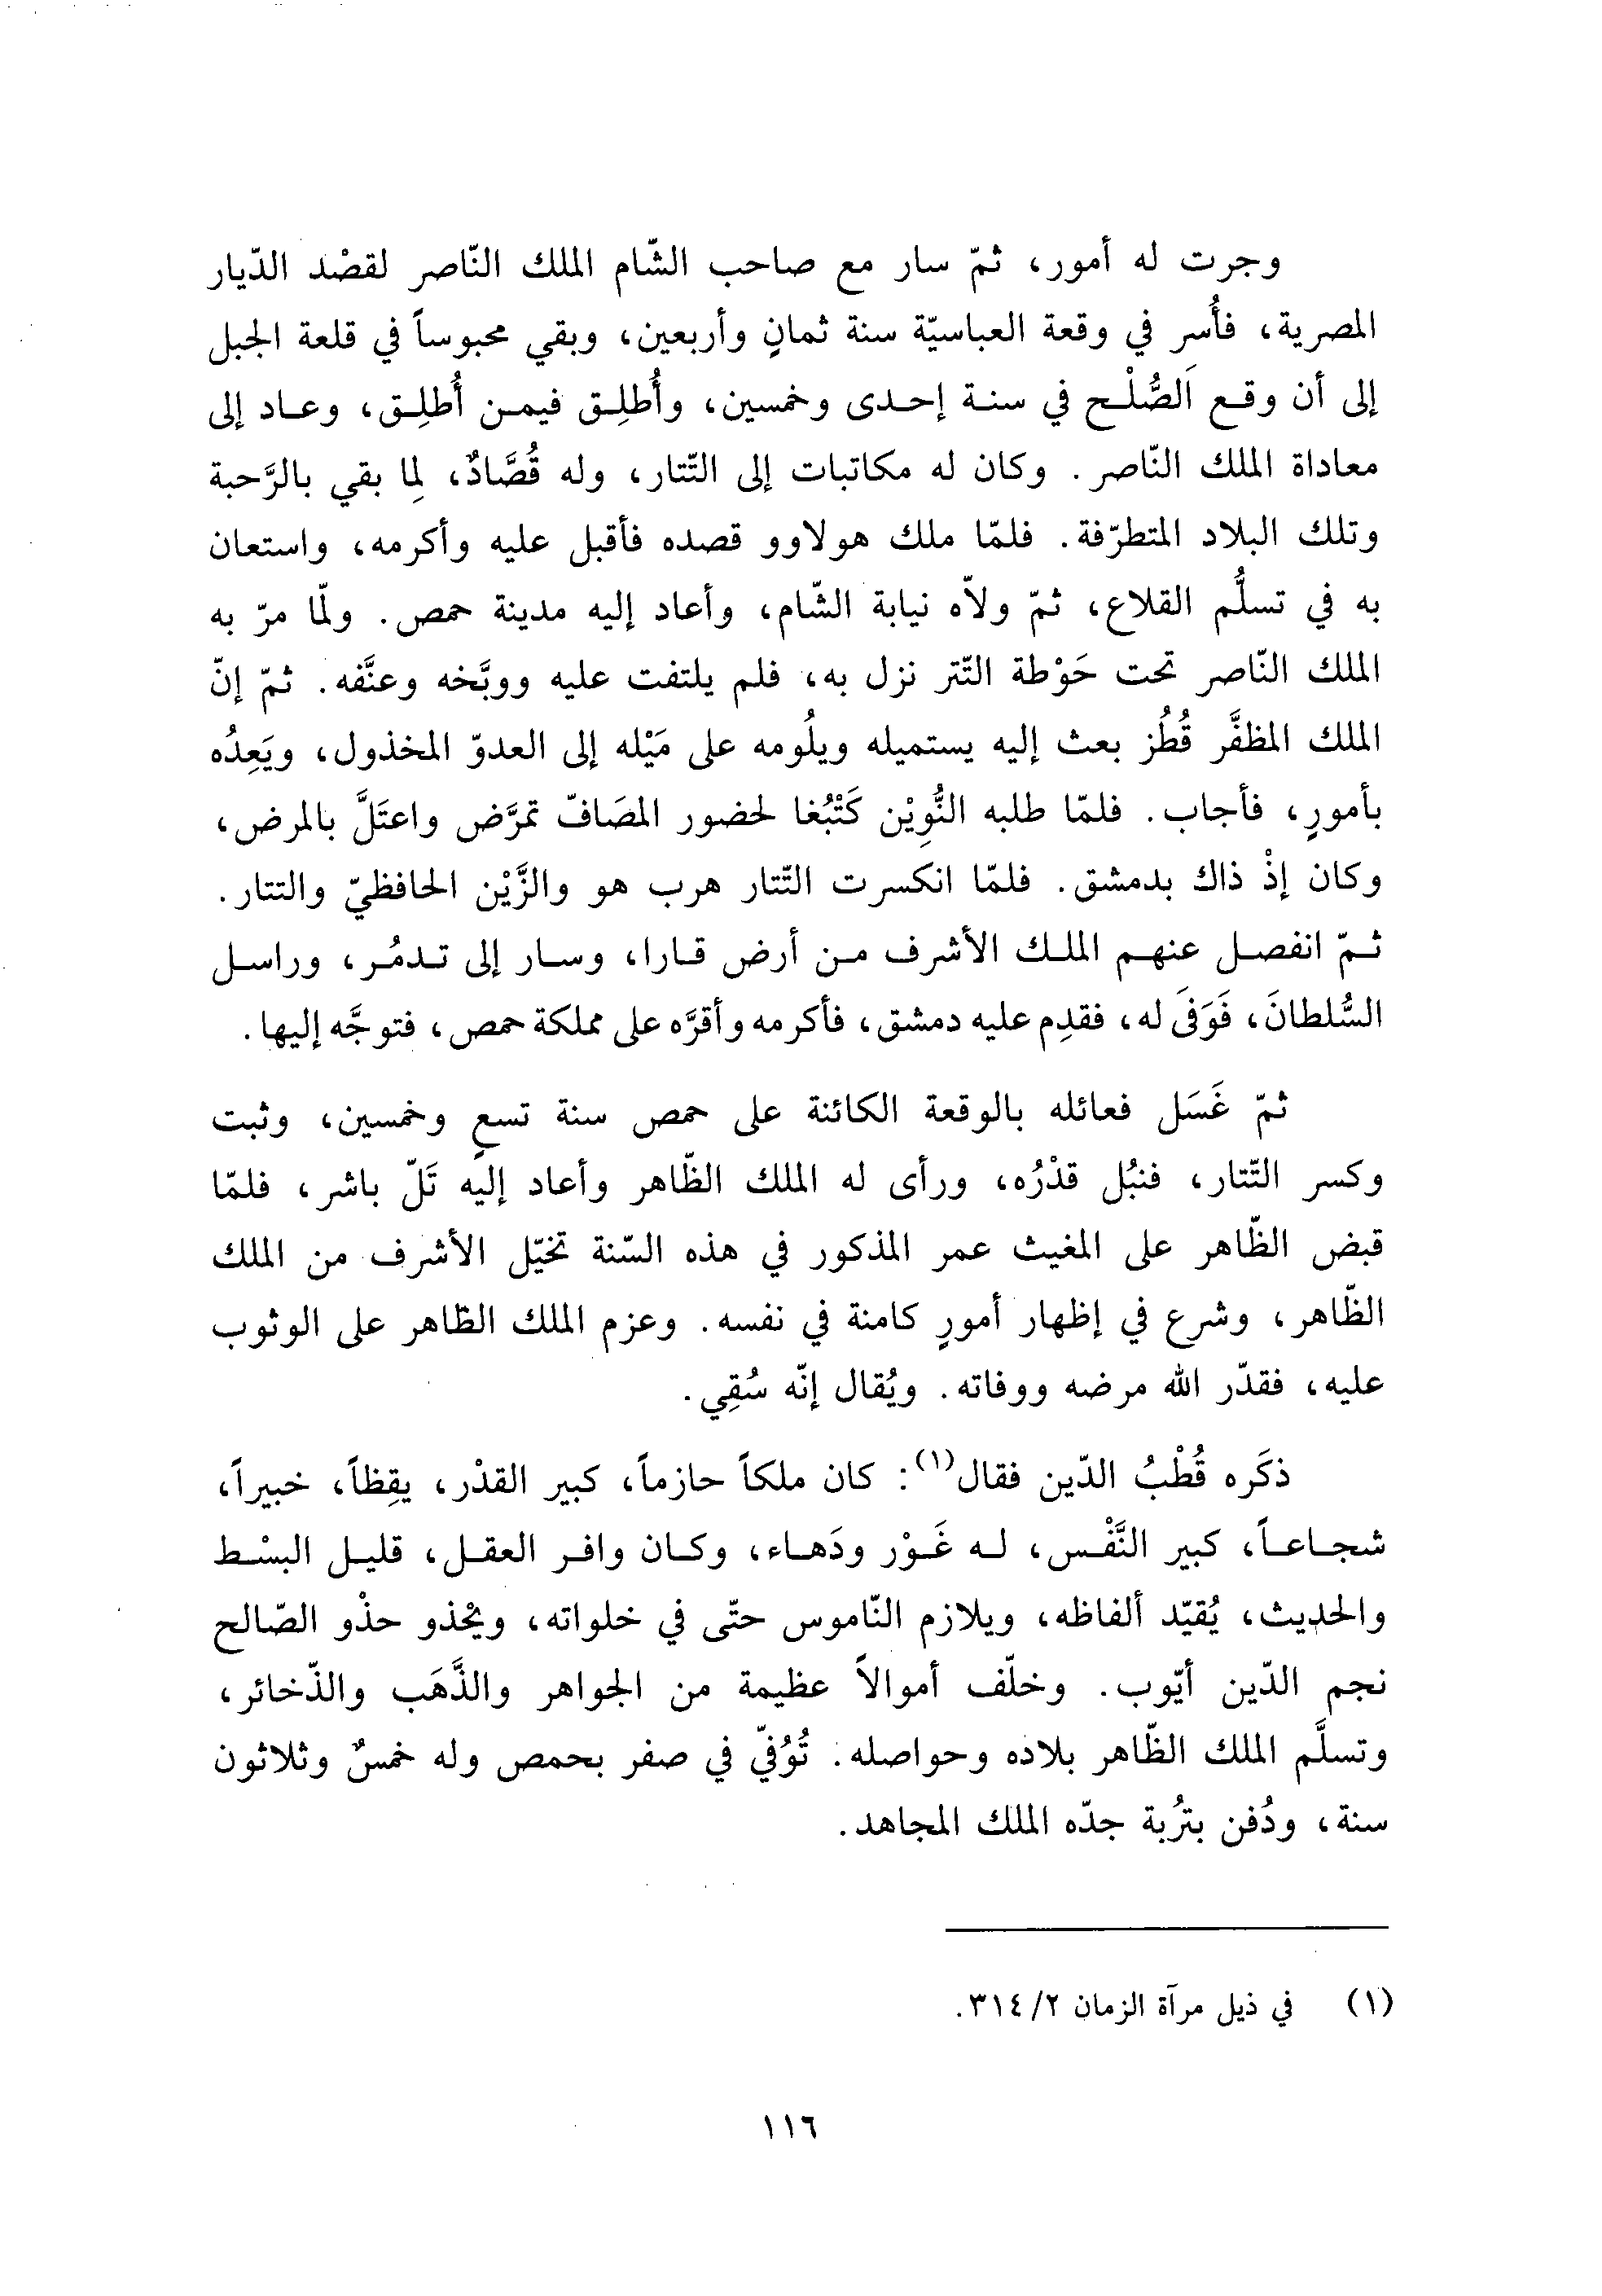 وجرت له أمور، ثمّ سار مع صاحب الشّام الملك النّاصر لقصْد الدّيار
المصرية، فأُسر في وقعة العباسيّة سنة ثمانٍ وأربعين، وبقي محبوساً في قلعة الجبل
إلى أن وقع الصُّلْح في سنة إحدى وخمسين، وأُطلِق فيمن أُطلِق، وعاد إلى
معاداة الملك النّاصر. وكان له مكاتبات إلى التّتار، وله قُصَّادٌ، لِما بقي بالرَّحبة
وتلك البلاد المتطرّفة. فلمّا ملك هولاوو قصده فأقبل عليه وأكرمه، واستعان
به في تسلُّم القلاع، ثمّ ولاّه نيابة الشّام، وأعاد إليه مدينة حمص. ولمّا مرّ به
الملك النّاصر تحت حَوْطة التّتر نزل به، فلم يلتفت عليه ووبَّخه وعنَّفه. ثمّ إنّ
الملك المظفَّر قُطُز بعث إليه يستميله ويلُومه على مَيْله إلى العدوّ المخذول، ويَعِدُه
بأمورٍ، فأجاب. فلمّا طلبه النُّوِيْن كَتْبُغا لحضور المصَافّ تمرَّض واعتَلَّ بالمرض،
وكان إذْ ذاك بدمشق. فلمّا انكسرت التّتار هرب هو والزَّيْن الحافظيّ والتتار.
ثمّ انفصل عنهم الملك الأشرف من أرض قارا، وسار إلى تدمُر، وراسل
السُّلطانَ، فَوَفَى له، فقدِم عليه دمشق، فأكرمه وأقرَّه على مملكة حمص، فتوجَّه إليها.
ثمّ غَسَل فعائله بالوقعة الكائنة على حمص سنة تسعٍ وخمسين، وثبت
وكسر التّتار، فنبُل قدْرُه، ورأى له الملك الظّاهر وأعاد إليه تَلّ باشر، فلمّا
قبض الظّاهر على المغيث عمر المذكور في هذه السّنة تخيّل الأشرف من الملك
الظّاهر، وشرع في إظهار أمورٍ كامنة في نفسه. وعزم الملك الظّاهر على الوثوب
عليه، فقدّر الله مرضه ووفاته. ويُقال إنّه سُقِي.
ذكَره قُطْبُ الدّين فقال(١): كان ملكاً حازماً، كبير القدْر، يقِظاً، خبيراً،
شجاعاً، كبير النَّفْس، له غَوْر ودَهاء، وكان وافر العقل، قليل البسْط
والحديث، يُقيّد ألفاظه، ويلازم النّاموس حتّى في خلواته، ويحْذو حذْو الصّالح
نجم الدّين أيّوب. وخلّف أموالاً عظيمة من الجواهر والذَّهَب والذّخائر،
وتسلَّم الملك الظّاهر بلاده وحواصله. تُوُفيّ في صفر بحمص وله خمسٌ وثلاثون
سنة، ودُفن بترُبة جدّه الملك المجاهد.
(١) في ذيل مرآة الزمان ٣١٤/٢.
١١٦